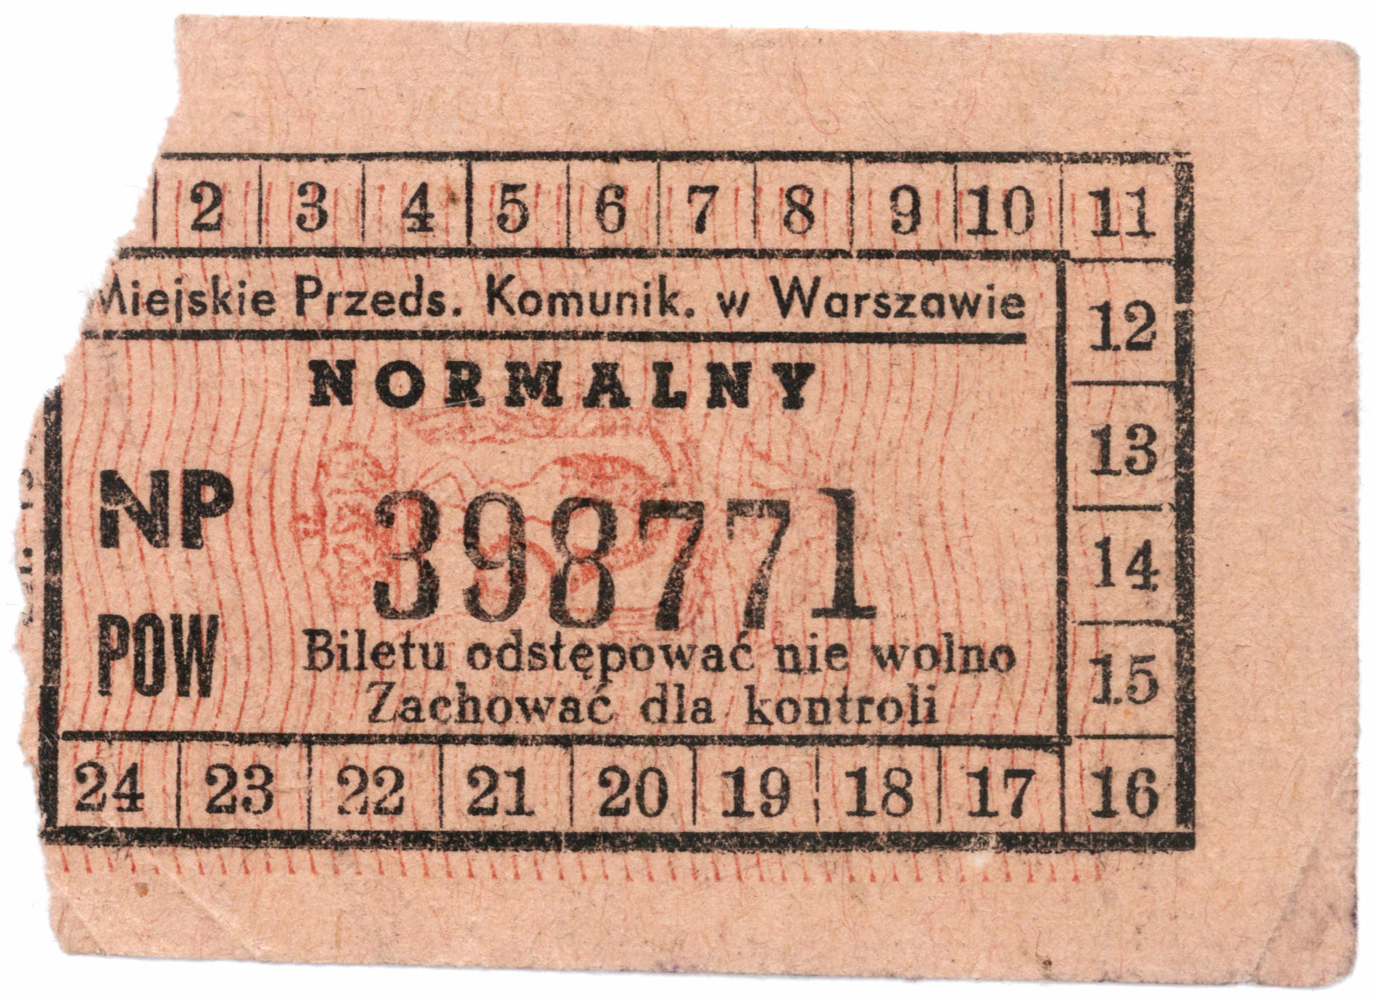 2 3 4 5 6 7 8 9 10 11
Miejskie Przeds. Komunik. w Warszawie
12
NORMALNY
13
NP
398771
14
POW
Biletu odstępować nie wolno
15
Zachować dla kontroli
24 23 22 21 20 19 18 17 16